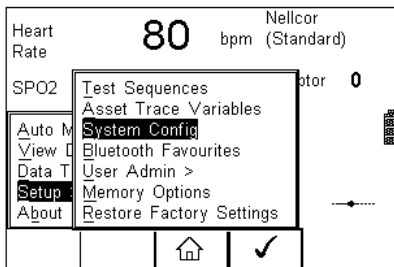 Heart Rate 80 bpm Nellcor (Standard)
SPO2 0
Test Sequences
Asset Trace Variables
System Config
Bluetooth Favourites
User Admin >
Memory Options
Restore Factory Settings
Auto
View
Data
Setup
About